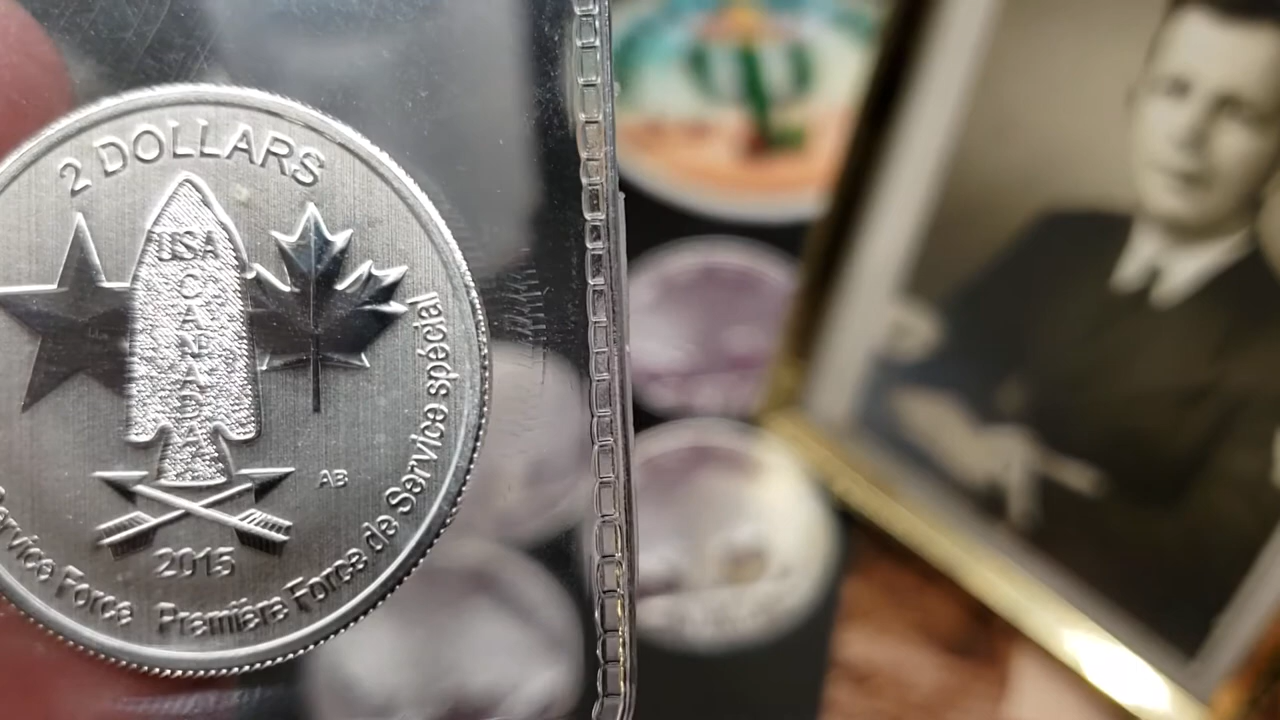 2 DOLLARS
USA
CANADA
AB
2015
Service Force Première Force de Service spécial